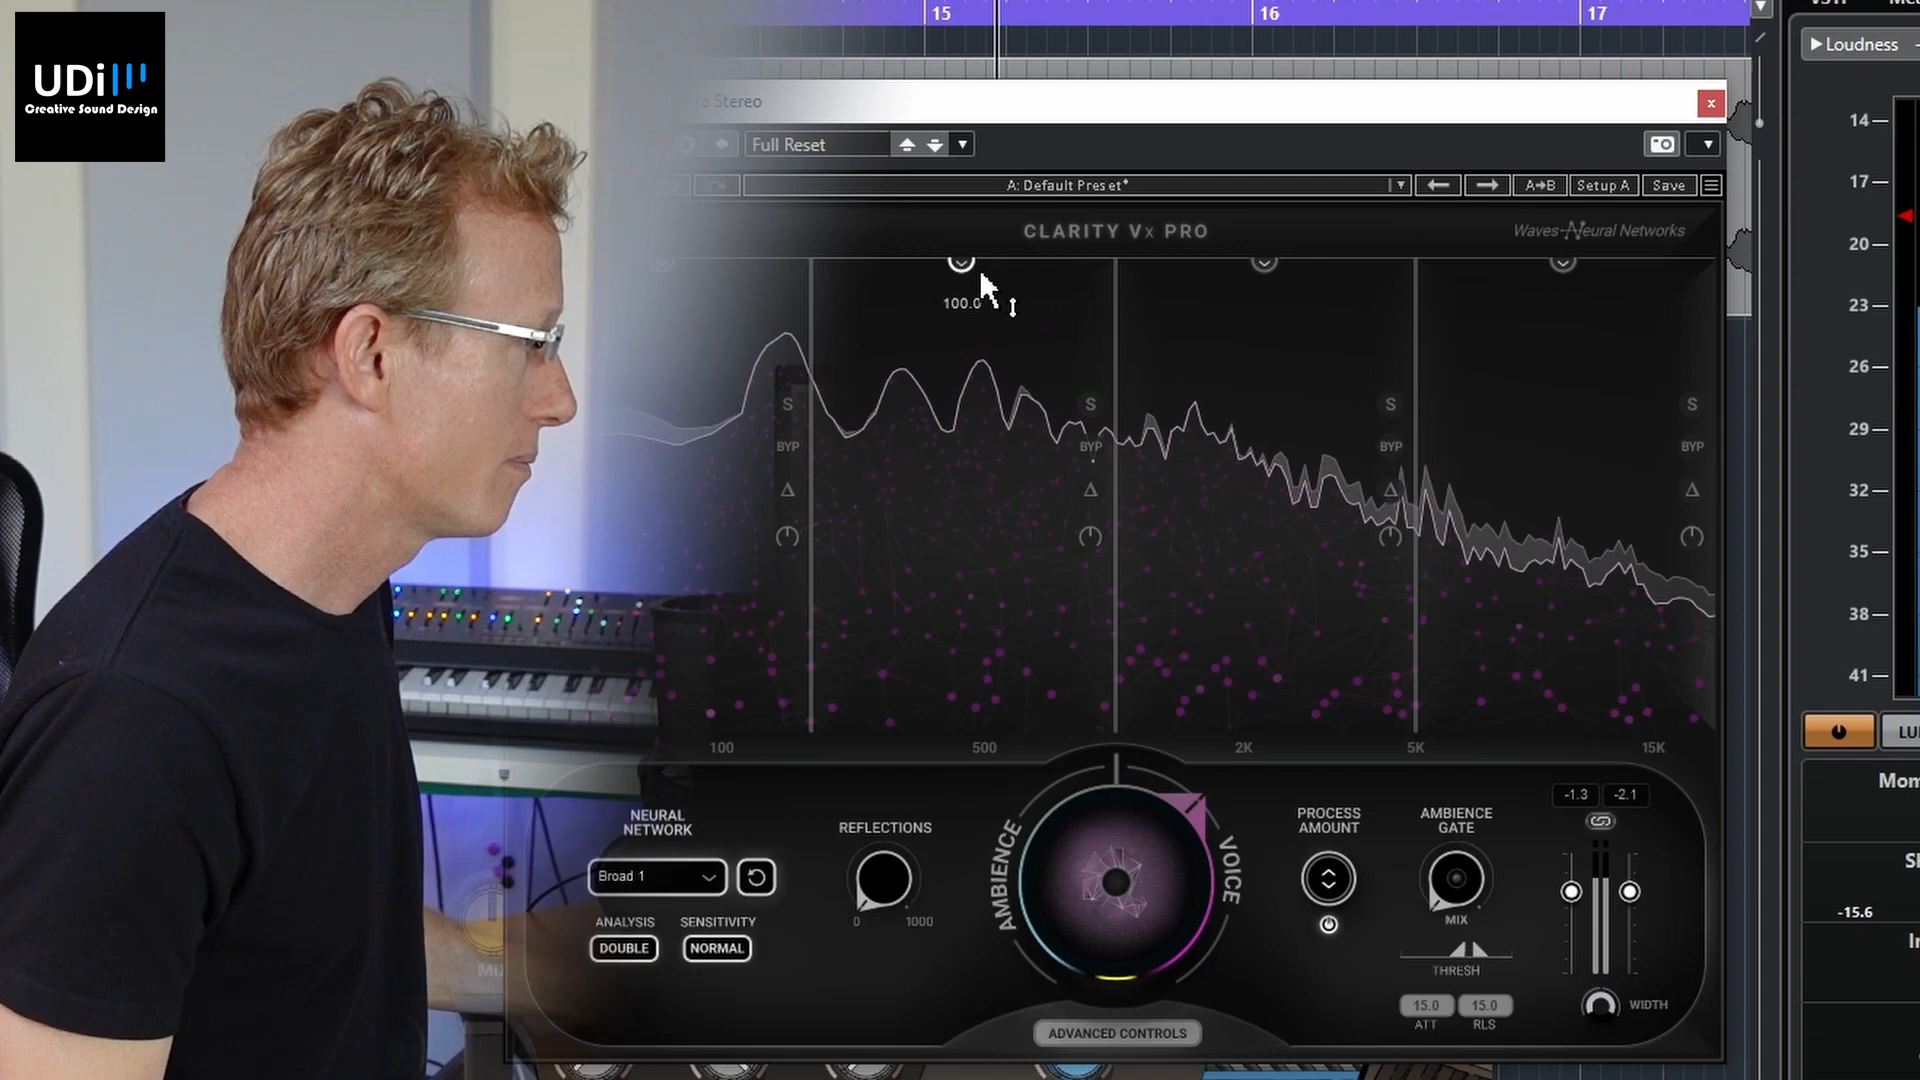 UDi
Creative Sound Design
15
16
17
Loudness
ro Stereo
x
Full Reset
A: Default Preset*
A→B
Setup A
Save
CLARITY Vx PRO
Waves Neural Networks
100.0
S
S
S
S
BYP
BYP
BYP
BYP
100
500
2K
5K
15K
14
17
20
23
26
29
32
35
38
41
LU
Mom
-15.6
NEURAL
NETWORK
Broad 1
ANALYSIS
SENSITIVITY
DOUBLE
NORMAL
REFLECTIONS
0
1000
AMBIENCE
VOICE
PROCESS
AMOUNT
AMBIENCE
GATE
MIX
THRESH
15.0
15.0
ATT
RLS
-1.3
-2.1
WIDTH
ADVANCED CONTROLS